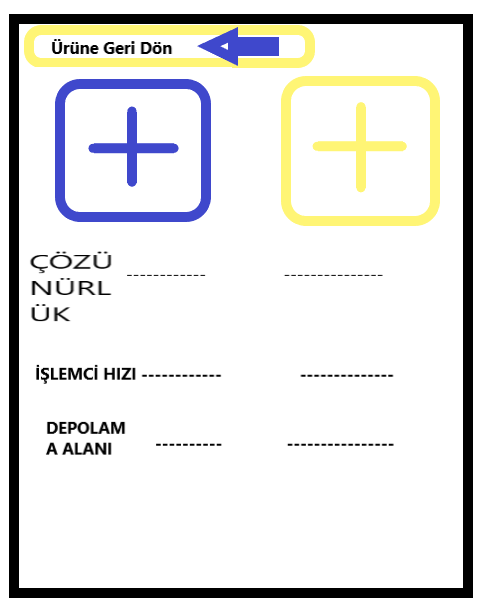 Ürüne Geri Dön
ÇÖZÜ ------------ ---------------
NÜRL
ÜK
İŞLEMCİ HIZI ------------ --------------
DEPOLAM
A ALANI ---------- ----------------